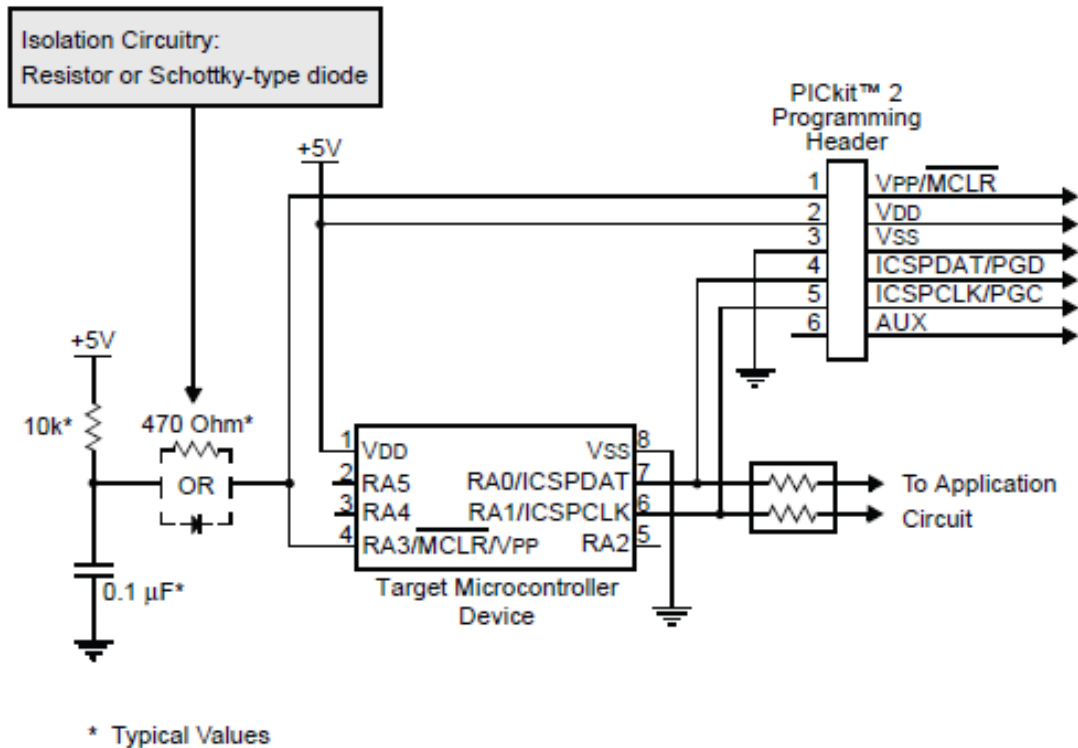 Isolation Circuitry:
Resistor or Schottky-type diode
PICkit™ 2
Programming
Header
+5V
1 VPP/MCLR
2 VDD
3 VSS
4 ICSPDAT/PGD
5 ICSPCLK/PGC
6 AUX
+5V
10k*
470 Ohm*
OR
0.1 µF*
1 VDD VSS 8
2 RA5 RA0/ICSPDAT 7
3 RA4 RA1/ICSPCLK 6
4 RA3/MCLR/VPP RA2 5
To Application
Circuit
Target Microcontroller
Device
* Typical Values